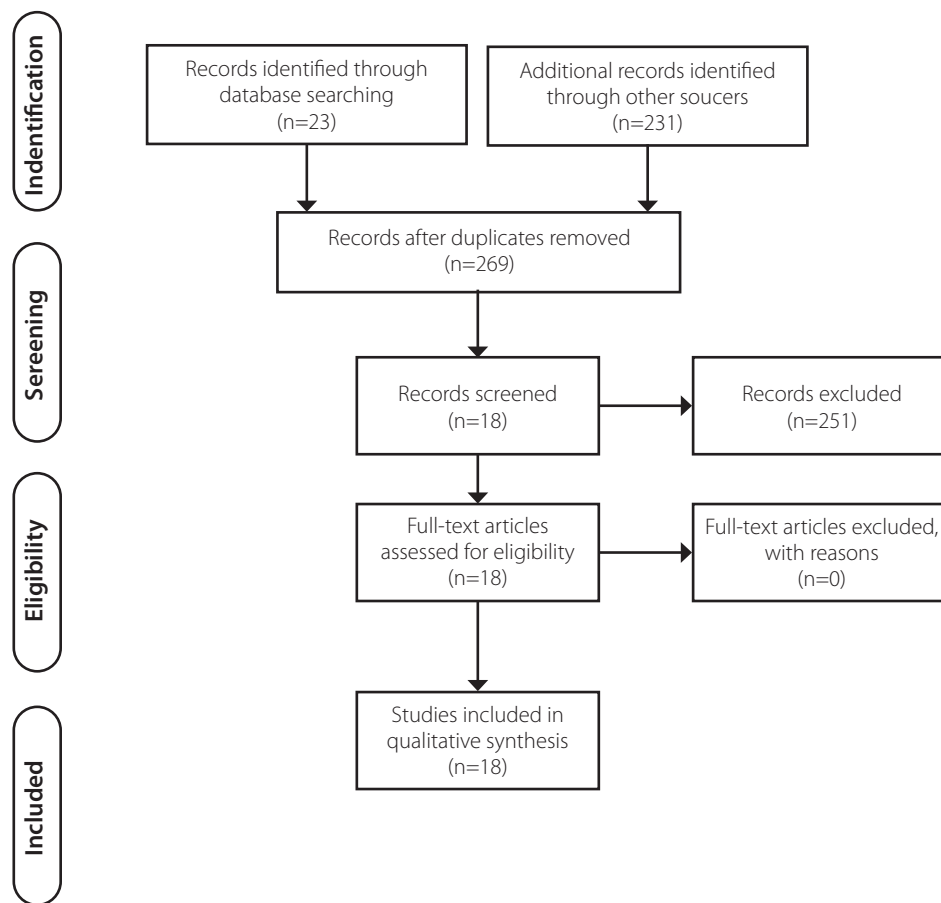 Indentification
Records identified through
database searching
(n=23)
Additional records identified
through other soucers
(n=231)
Records after duplicates removed
(n=269)
Sereening
Records screened
(n=18)
Records excluded
(n=251)
Eligibility
Full-text articles
assessed for eligibility
(n=18)
Full-text articles excluded,
with reasons
(n=0)
Included
Studies included in
qualitative synthesis
(n=18)